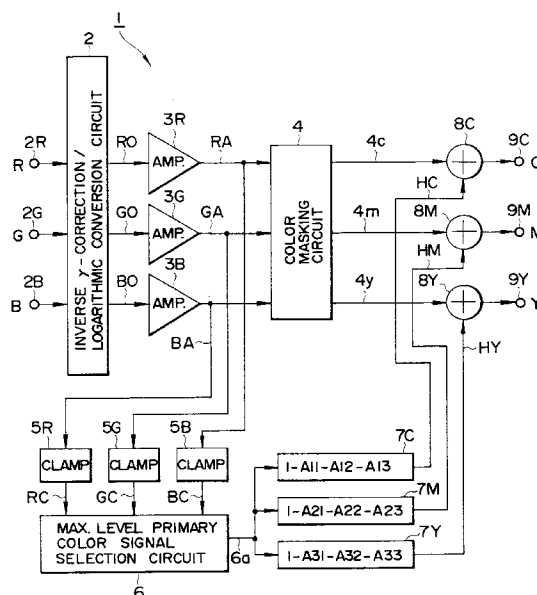 1
2
INVERSE γ-CORRECTION/
LOGARITHMIC CONVERSION CIRCUIT
2R
R
2G
G
2B
B
RO
GO
BO
3R
AMP.
3G
AMP.
3B
AMP.
RA
GA
BA
4
COLOR
MASKING
CIRCUIT
4c
4m
4y
8C
9C
C
HC
8M
9M
M
HM
8Y
9Y
Y
HY
5R
CLAMP
5G
CLAMP
5B
CLAMP
RC
GC
BC
MAX. LEVEL PRIMARY
COLOR SIGNAL
SELECTION CIRCUIT
6
6a
7C
1-A11-A12-A13
7M
1-A21-A22-A23
7Y
1-A31-A32-A33